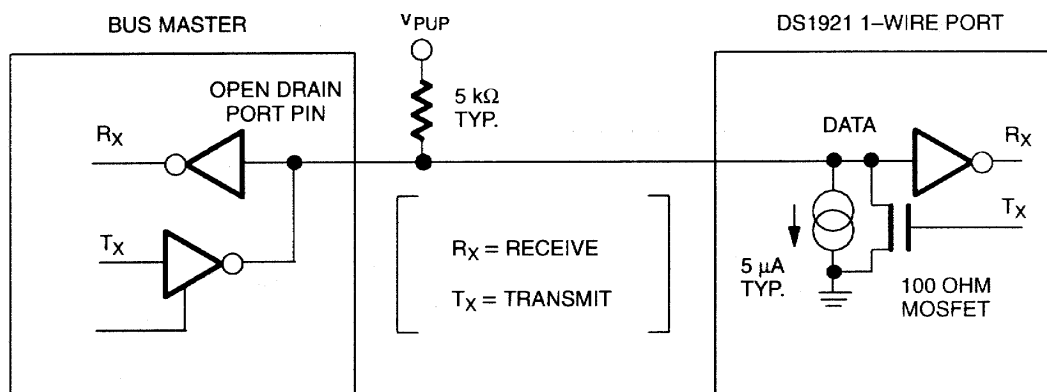 BUS MASTER
VPUP
DS1921 1–WIRE PORT
OPEN DRAIN
PORT PIN
RX
5 kΩ
TYP.
DATA
RX
TX
TX
RX = RECEIVE
TX = TRANSMIT
5 µA
TYP.
100 OHM
MOSFET